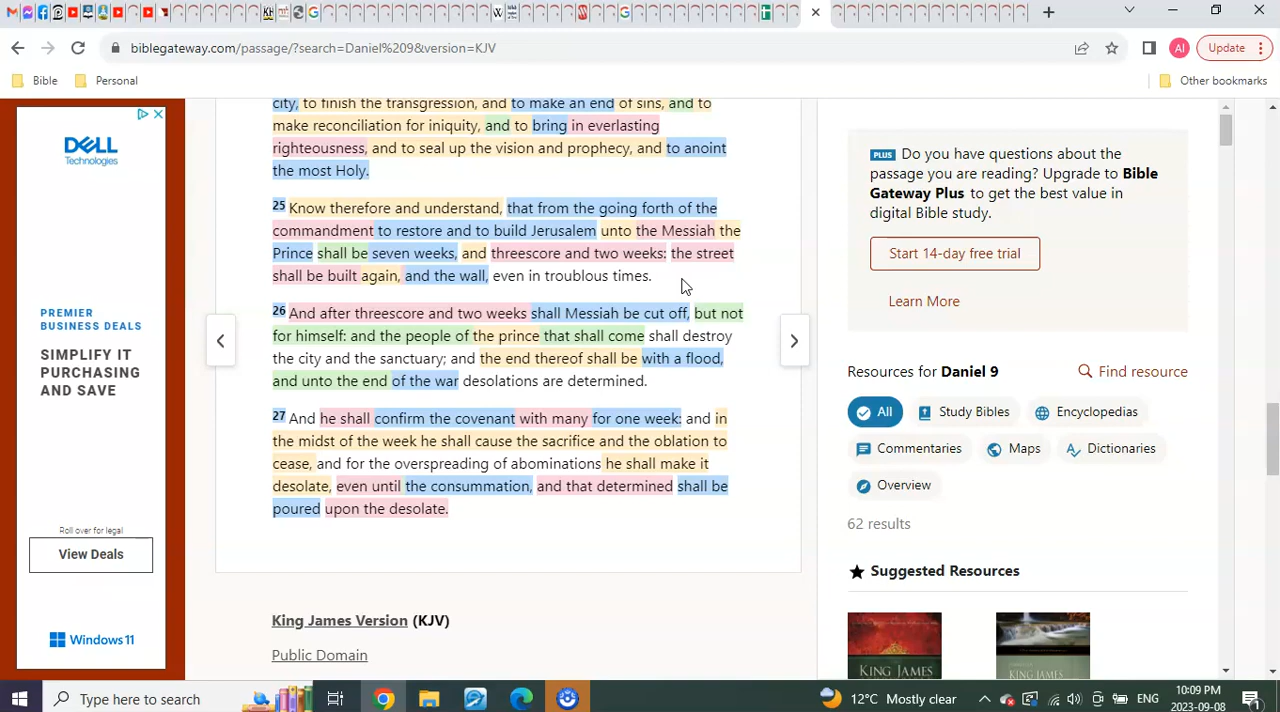 biblegateway.com/passage/?search=Daniel%209&version=KJV
AI
Update
Bible
Personal
Other bookmarks
DELL
Technologies
PREMIER
BUSINESS DEALS
SIMPLIFY IT
PURCHASING
AND SAVE
Roll over for legal
View Deals
Windows 11
city, to finish the transgression, and to make an end of sins, and to
make reconciliation for iniquity, and to bring in everlasting
righteousness, and to seal up the vision and prophecy, and to anoint
the most Holy.
25 Know therefore and understand, that from the going forth of the
commandment to restore and to build Jerusalem unto the Messiah the
Prince shall be seven weeks, and threescore and two weeks: the street
shall be built again, and the wall, even in troublous times.
26 And after threescore and two weeks shall Messiah be cut off, but not
for himself: and the people of the prince that shall come shall destroy
the city and the sanctuary; and the end thereof shall be with a flood,
and unto the end of the war desolations are determined.
27 And he shall confirm the covenant with many for one week: and in
the midst of the week he shall cause the sacrifice and the oblation to
cease, and for the overspreading of abominations he shall make it
desolate, even until the consummation, and that determined shall be
poured upon the desolate.
King James Version (KJV)
Public Domain
PLUS Do you have questions about the
passage you are reading? Upgrade to Bible
Gateway Plus to get the best value in
digital Bible study.
Start 14-day free trial
Learn More
Resources for Daniel 9
Find resource
All
Study Bibles
Encyclopedias
Commentaries
Maps
Dictionaries
Overview
62 results
Suggested Resources
KING JAMES
KING JAMES
Type here to search
12°C Mostly clear
ENG
10:09 PM
2023-09-08
1